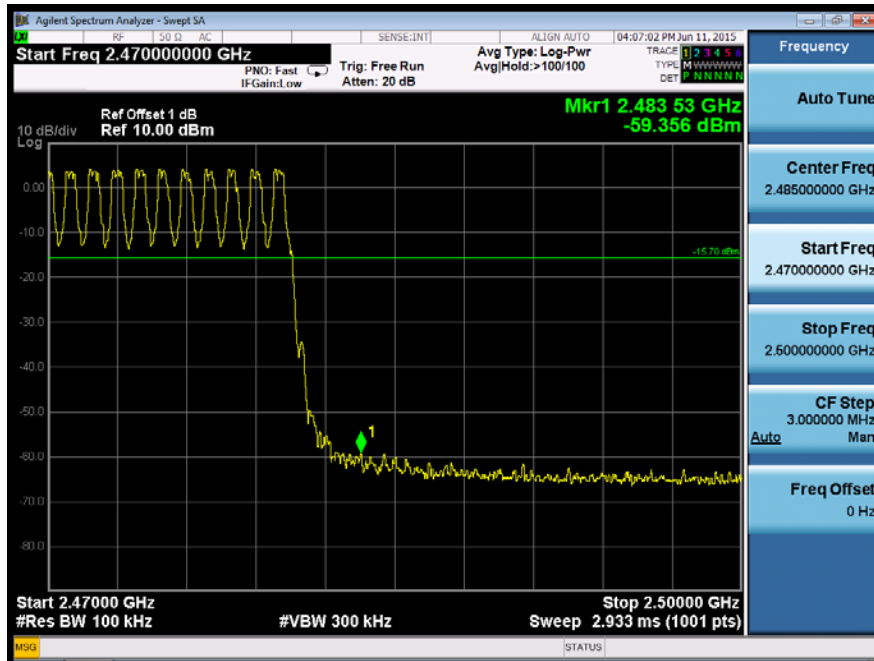 Agilent Spectrum Analyzer - Swept SA
RF 50 Ω AC SENSE:INT ALIGN AUTO 04:07:02 PM Jun 11, 2015
Start Freq 2.470000000 GHz
PNO: Fast
IFGain:Low
Trig: Free Run
Atten: 20 dB
Avg Type: Log-Pwr
Avg|Hold:>100/100
TRACE 1 2 3 4 5 6
TYPE M WWWWW
DET P N N N N N
Ref Offset 1 dB
10 dB/div Ref 10.00 dBm
Log
Mkr1 2.483 53 GHz
-59.356 dBm
0.00
-10.0
-15.70 dBm
-20.0
-30.0
-40.0
-50.0
1
-60.0
-70.0
-80.0
Start 2.47000 GHz Stop 2.50000 GHz
#Res BW 100 kHz #VBW 300 kHz Sweep 2.933 ms (1001 pts)
MSG STATUS
Frequency
Auto Tune
Center Freq
2.485000000 GHz
Start Freq
2.470000000 GHz
Stop Freq
2.500000000 GHz
CF Step
3.000000 MHz
Auto Man
Freq Offset
0 Hz